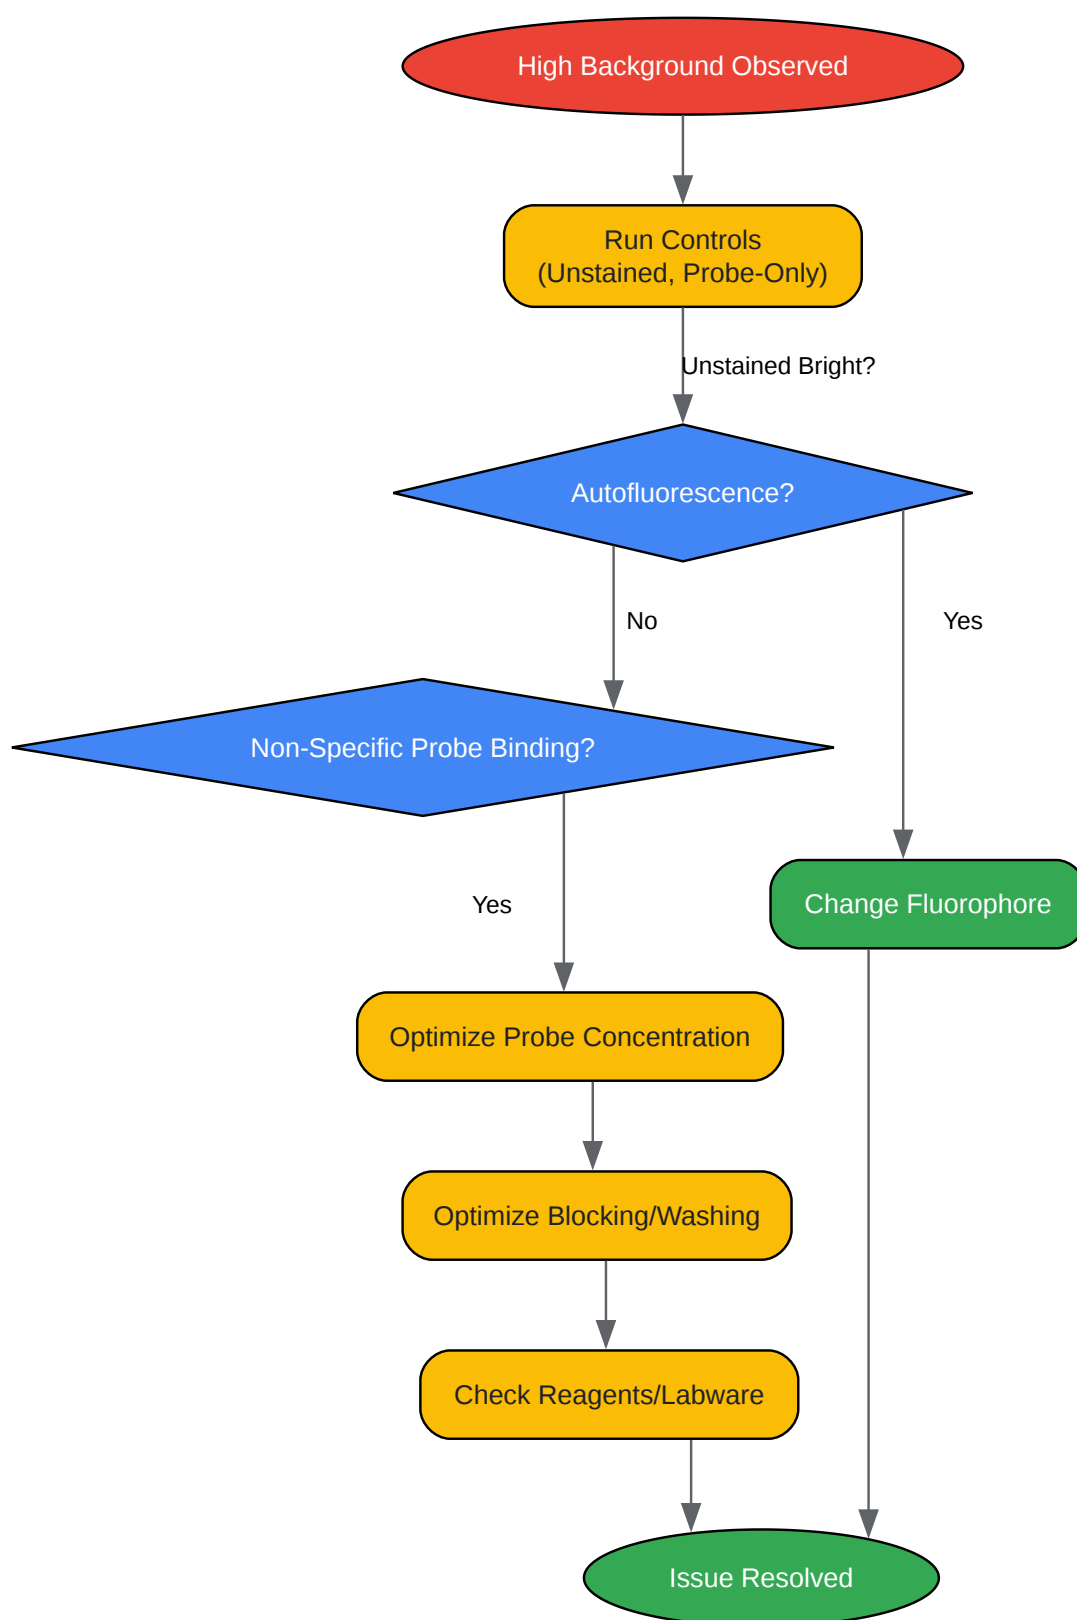 High Background Observed
Run Controls
(Unstained, Probe-Only)
Unstained Bright?
Autofluorescence?
No
Yes
Non-Specific Probe Binding?
Yes
Change Fluorophore
Optimize Probe Concentration
Optimize Blocking/Washing
Check Reagents/Labware
Issue Resolved